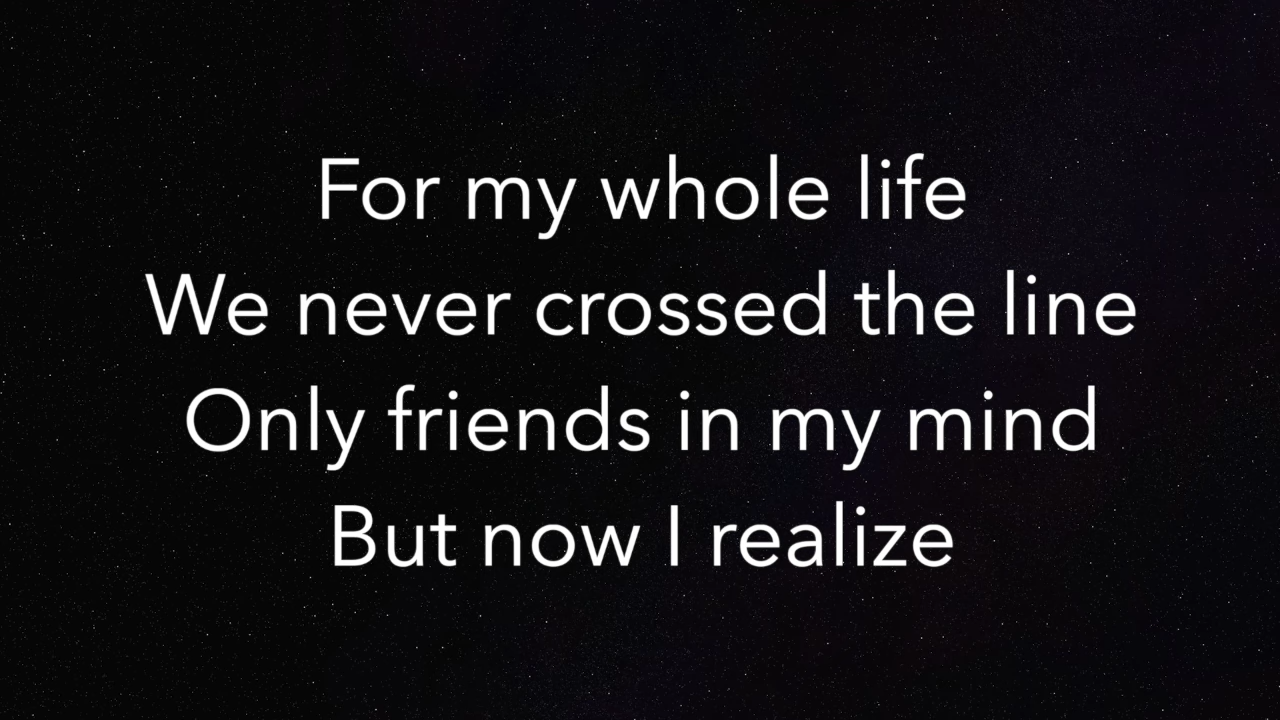 For my whole life
We never crossed the line
Only friends in my mind
But now I realize